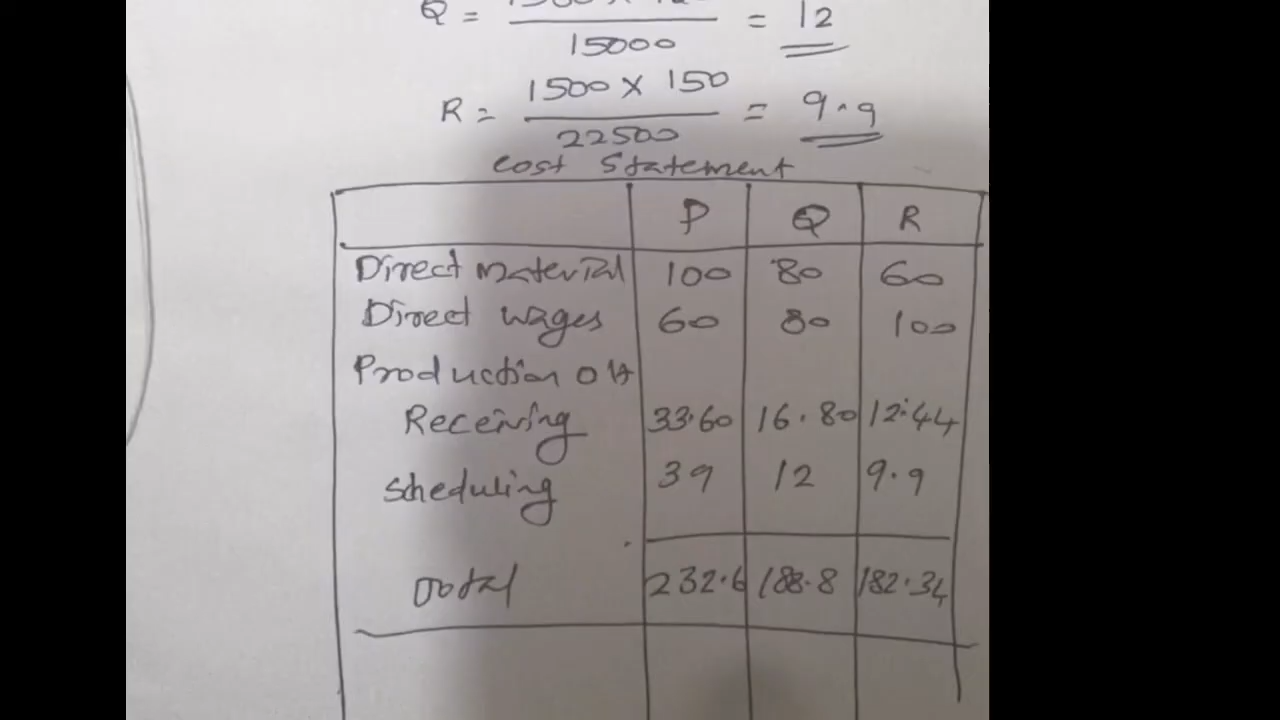 Q = = 12
15000
R = 1500 x 150 = 9.9
22500
Cost Statement
P Q R
Direct material 100 80 60
Direct wages 60 80 100
Production OH
Receiving 33.60 16.80 12.44
Scheduling 39 12 9.9
Total 232.6 188.8 182.34